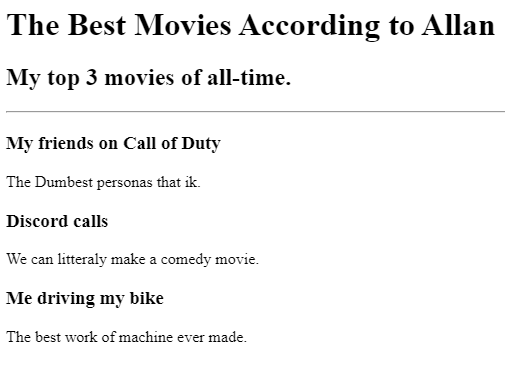 The Best Movies According to Allan
My top 3 movies of all-time.
My friends on Call of Duty
The Dumbest personas that ik.
Discord calls
We can litteraly make a comedy movie.
Me driving my bike
The best work of machine ever made.